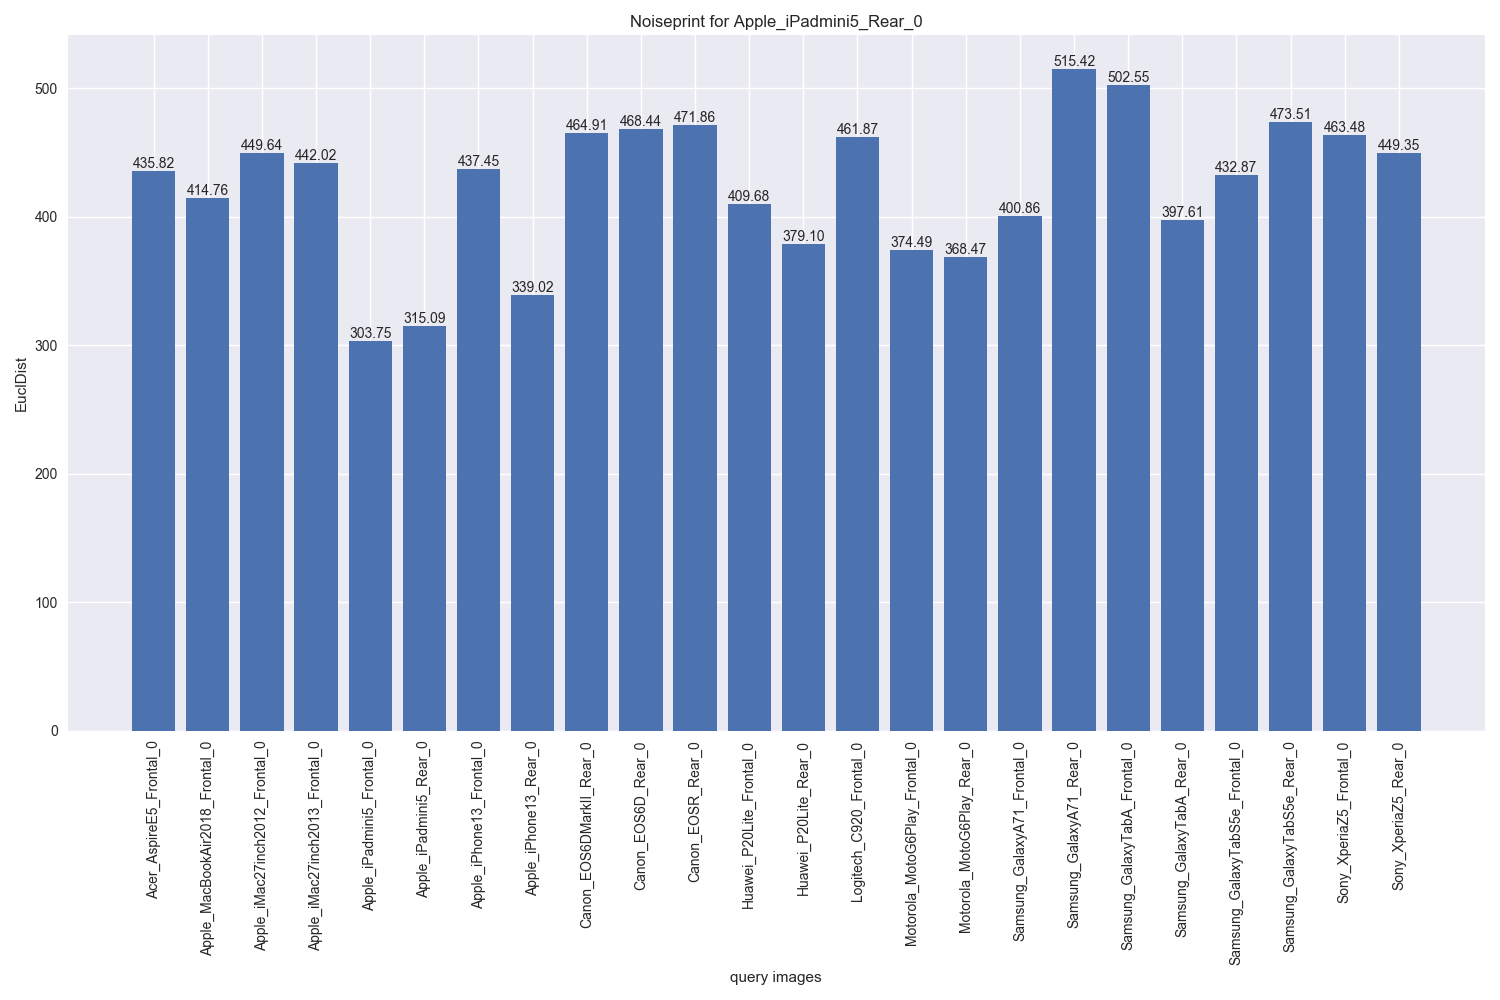 Noiseprint for Apple_iPadmini5_Rear_0
EuclDist
500
400
300
200
100
0
435.82
414.76
449.64
442.02
303.75
315.09
437.45
339.02
464.91
468.44
471.86
409.68
379.10
461.87
374.49
368.47
400.86
515.42
502.55
397.61
432.87
473.51
463.48
449.35
Acer_AspireE5_Frontal_0
Apple_MacBookAir2018_Frontal_0
Apple_iMac27inch2012_Frontal_0
Apple_iMac27inch2013_Frontal_0
Apple_iPadmini5_Frontal_0
Apple_iPadmini5_Rear_0
Apple_iPhone13_Frontal_0
Apple_iPhone13_Rear_0
Canon_EOS6DMarkII_Rear_0
Canon_EOS6D_Rear_0
Canon_EOSR_Rear_0
Huawei_P20Lite_Frontal_0
Huawei_P20Lite_Rear_0
Logitech_C920_Frontal_0
Motorola_MotoG6Play_Frontal_0
Motorola_MotoG6Play_Rear_0
Samsung_GalaxyA71_Frontal_0
Samsung_GalaxyA71_Rear_0
Samsung_GalaxyTabA_Frontal_0
Samsung_GalaxyTabA_Rear_0
Samsung_GalaxyTabS5e_Frontal_0
Samsung_GalaxyTabS5e_Rear_0
Sony_XperiaZ5_Frontal_0
Sony_XperiaZ5_Rear_0
query images